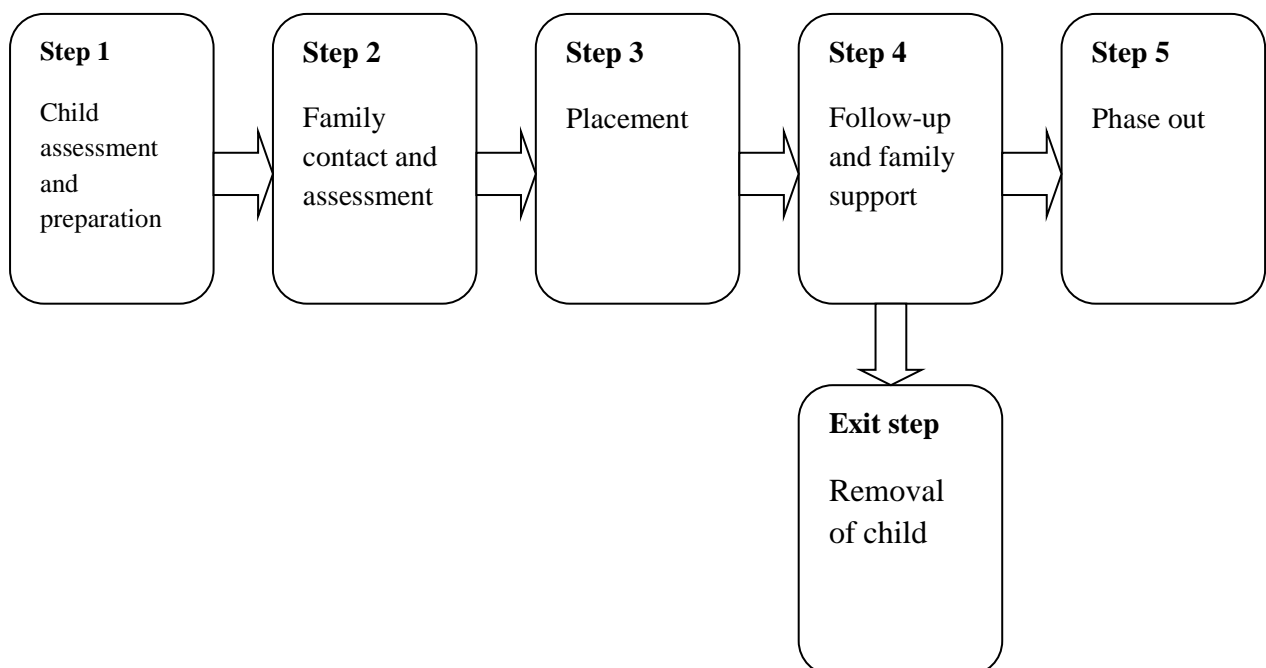 Step 1
Child
assessment
and
preparation
Step 2
Family
contact and
assessment
Step 3
Placement
Step 4
Follow-up
and family
support
Step 5
Phase out
Exit step
Removal
of child